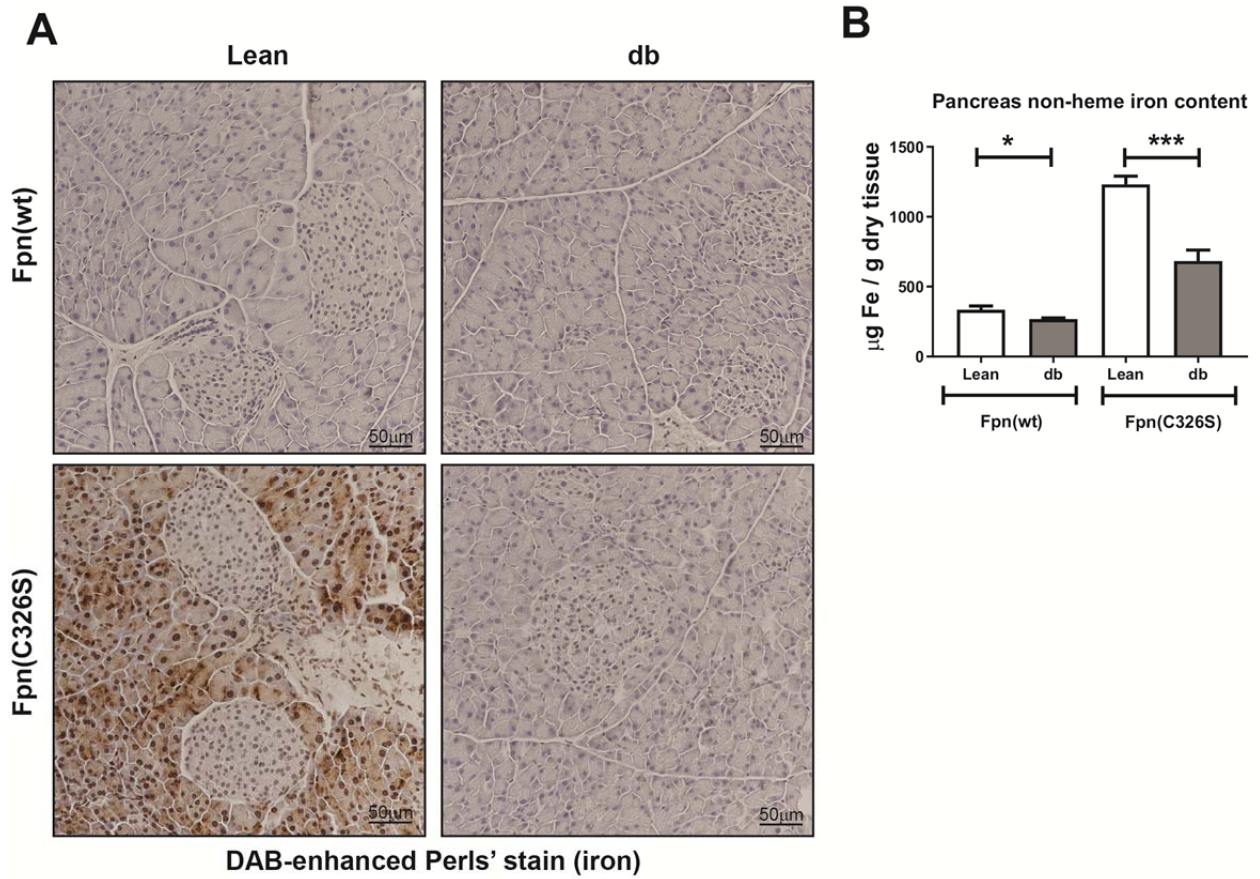 A
Lean
db
Fpn(wt)
50μm
50μm
Fpn(C326S)
50μm
50μm
DAB-enhanced Perls’ stain (iron)
B
Pancreas non-heme iron content
μg Fe / g dry tissue
1500
1000
500
0
*
***
Lean
db
Lean
db
Fpn(wt)
Fpn(C326S)